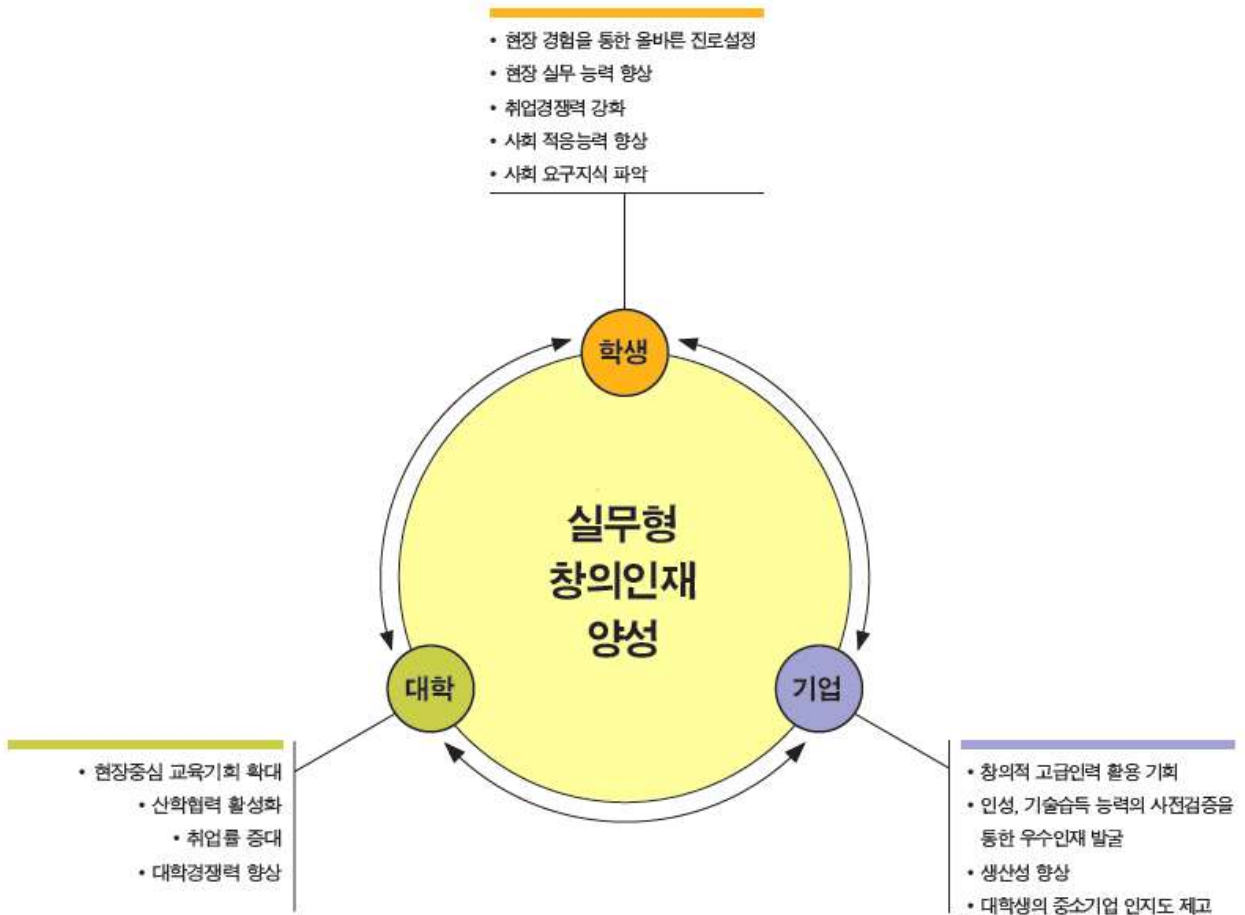 • 현장 경험을 통한 올바른 진로설정
• 현장 실무 능력 향상
• 취업경쟁력 강화
• 사회 적응능력 향상
• 사회 요구지식 파악
학생
실무형
창의인재
양성
대학
기업
• 현장중심 교육기회 확대
• 산학협력 활성화
• 취업률 증대
• 대학경쟁력 향상
• 창의적 고급인력 활용 기회
• 인성, 기술습득 능력의 사전검증을
통한 우수인재 발굴
• 생산성 향상
• 대학생의 중소기업 인지도 제고